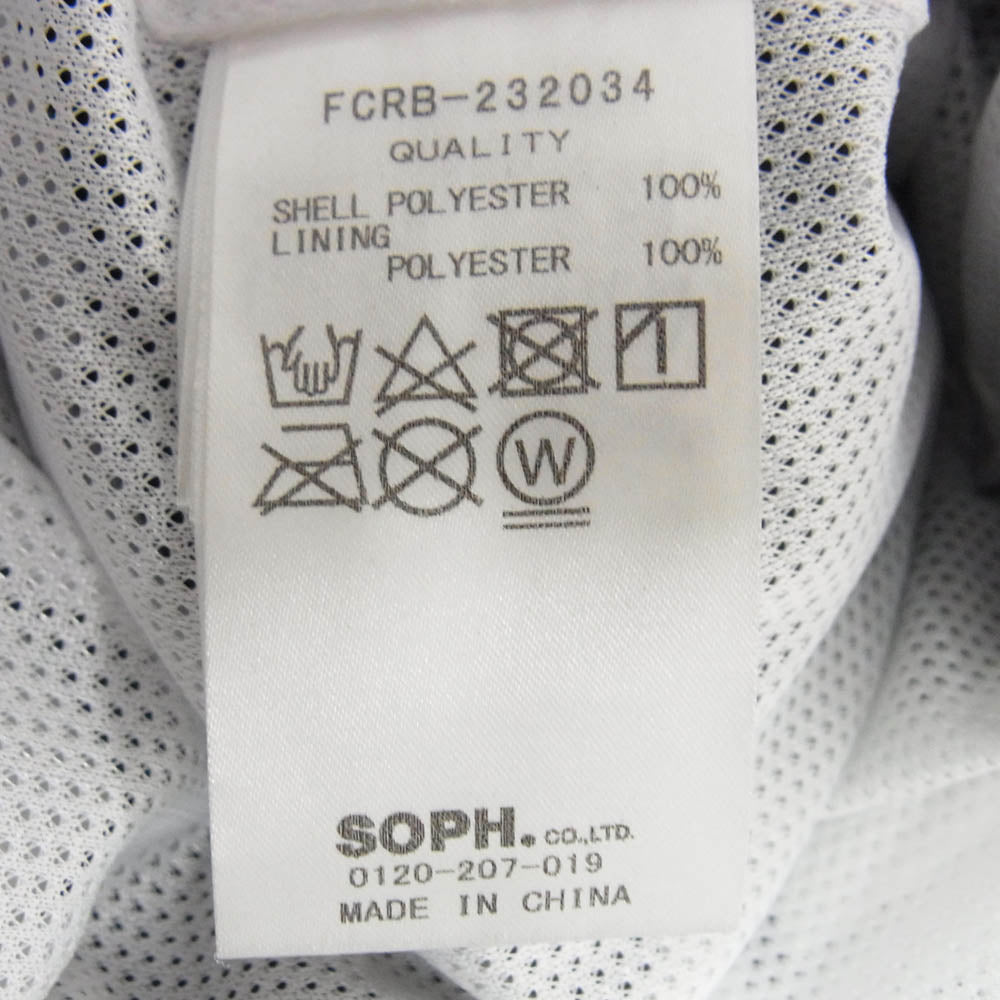 FCRB-232034
QUALITY
SHELL POLYESTER 100%
LINING
POLYESTER 100%
W
SOPH. CO.,LTD.
0120-207-019
MADE IN CHINA